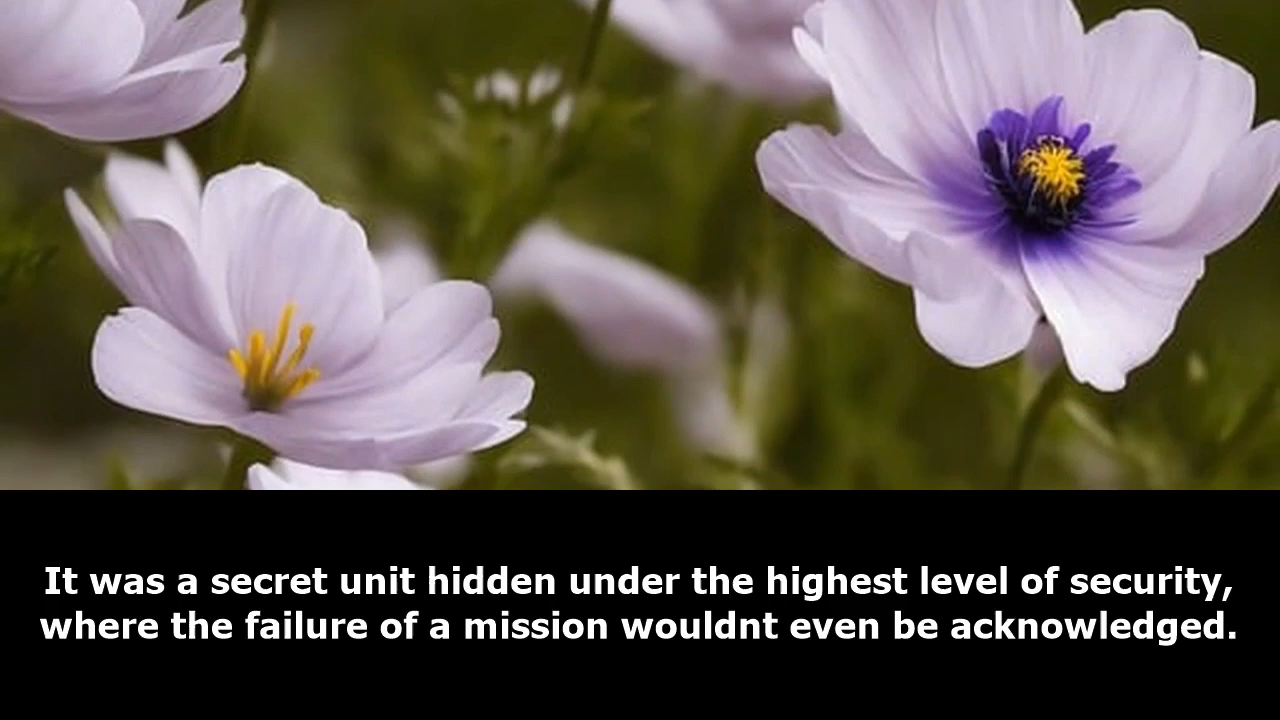 It was a secret unit hidden under the highest level of security,
where the failure of a mission wouldnt even be acknowledged.